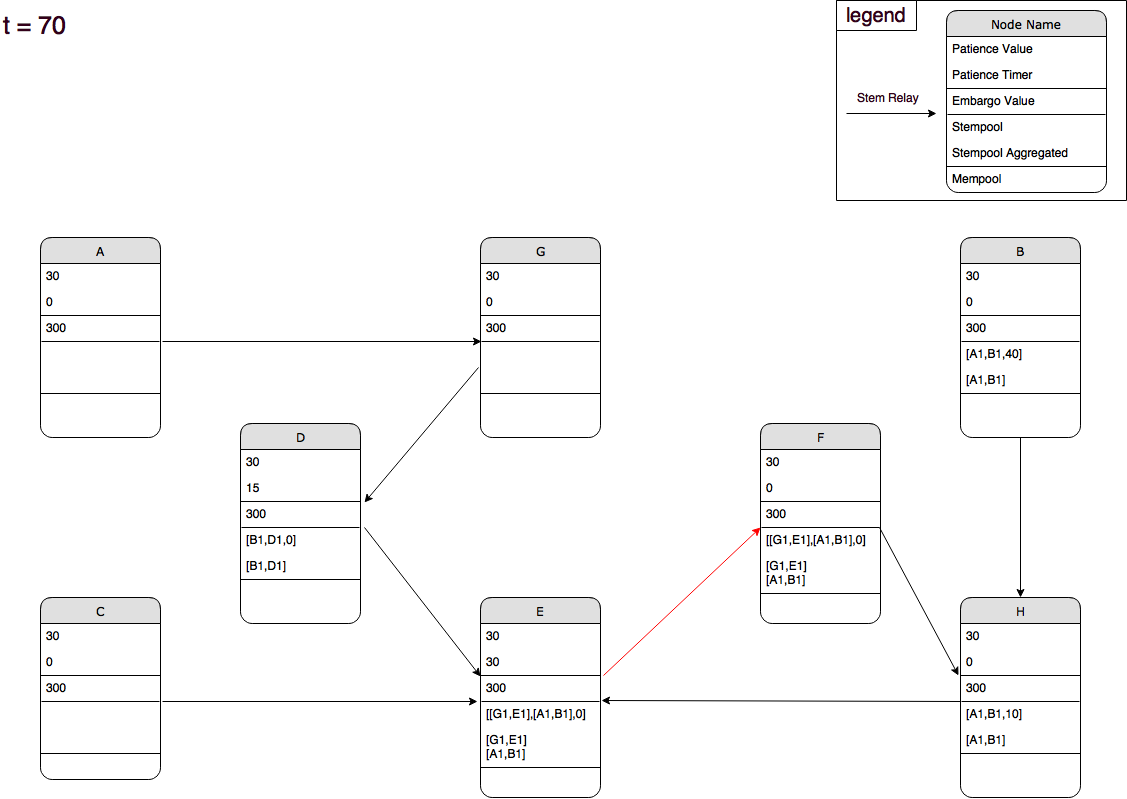 t = 70
legend
Node Name
Patience Value
Patience Timer
Stem Relay
Embargo Value
Stempool
Stempool Aggregated
Mempool
A
30
0
300
G
30
0
300
B
30
0
300
[A1,B1,40]
[A1,B1]
D
30
15
300
[B1,D1,0]
[B1,D1]
F
30
0
300
[[G1,E1],[A1,B1],0]
[G1,E1]
[A1,B1]
C
30
0
300
E
30
30
300
[[G1,E1],[A1,B1],0]
[G1,E1]
[A1,B1]
H
30
0
300
[A1,B1,10]
[A1,B1]